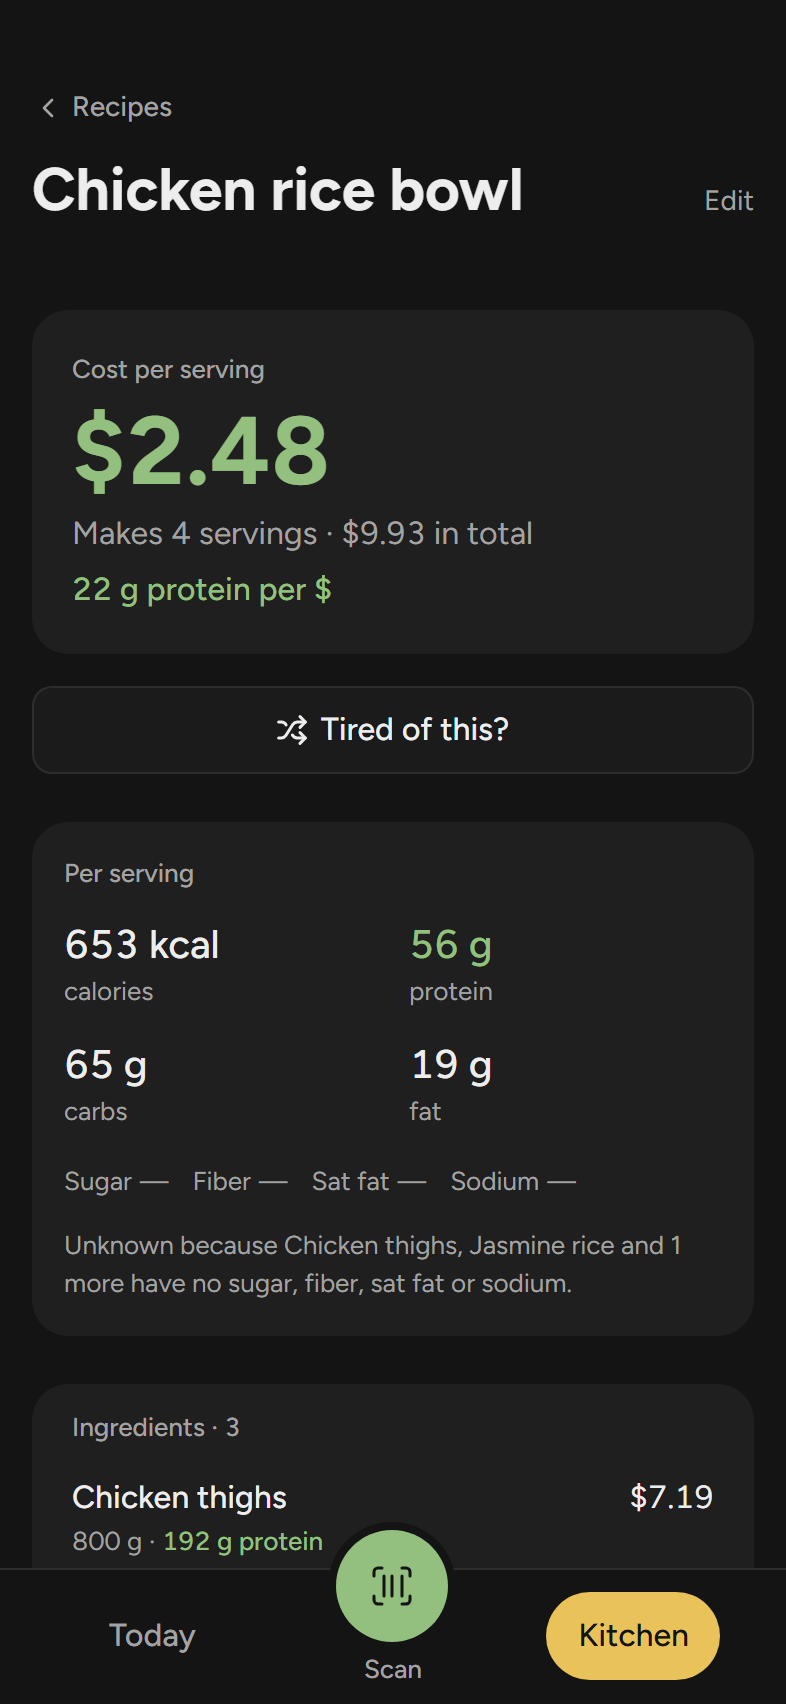 Recipes
Chicken rice bowl
Edit
Cost per serving
$2.48
Makes 4 servings · $9.93 in total
22 g protein per $
Tired of this?
Per serving
653 kcal
calories
56 g
protein
65 g
carbs
19 g
fat
Sugar — Fiber — Sat fat — Sodium —
Unknown because Chicken thighs, Jasmine rice and 1
more have no sugar, fiber, sat fat or sodium.
Ingredients · 3
Chicken thighs
$7.19
800 g · 192 g protein
Today
Scan
Kitchen